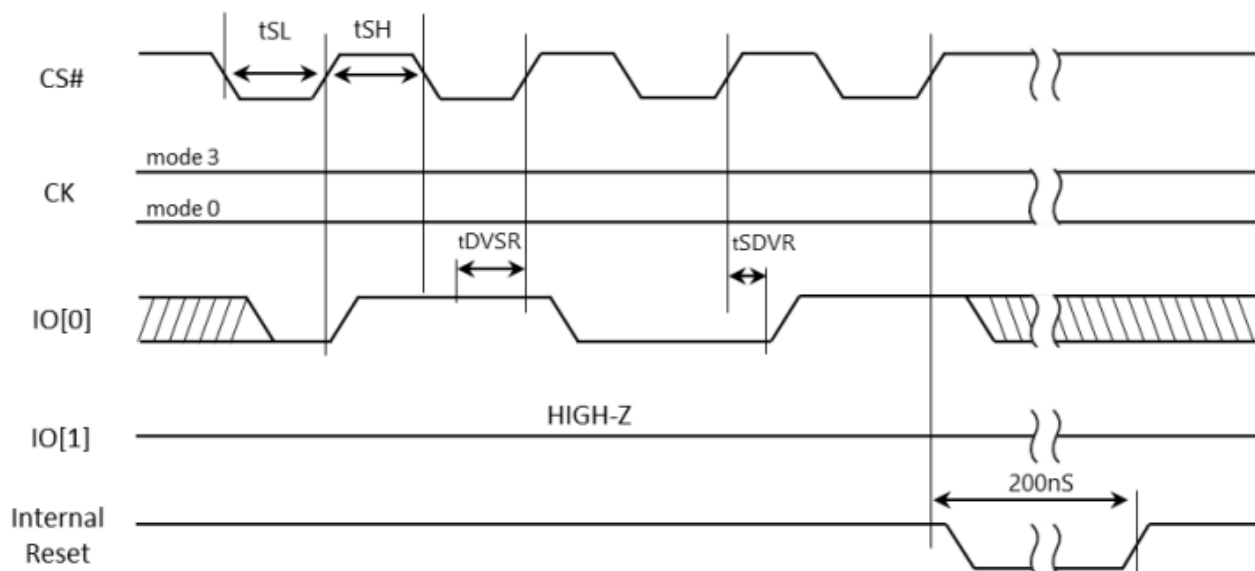 tSL
tSH
CS#
mode 3
CK
mode 0
tDVSR
tSDVR
IO[0]
HIGH-Z
IO[1]
200nS
Internal
Reset